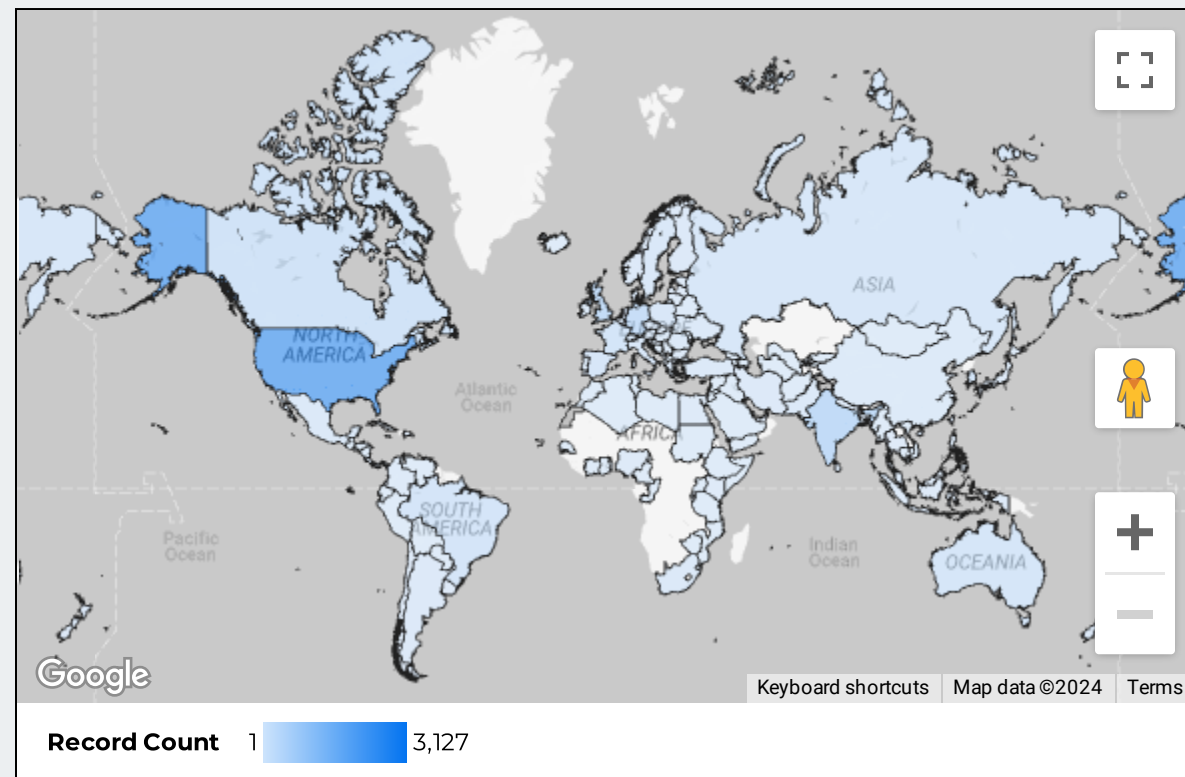 ASIA
NORTH
AMERICA
EUROPE
Atlantic
Ocean
AFRICA
SOUTH
AMERICA
Pacific
Ocean
Indian
Ocean
OCEANIA
Google
Keyboard shortcuts
Map data ©2024
Terms
Record Count 1 3,127